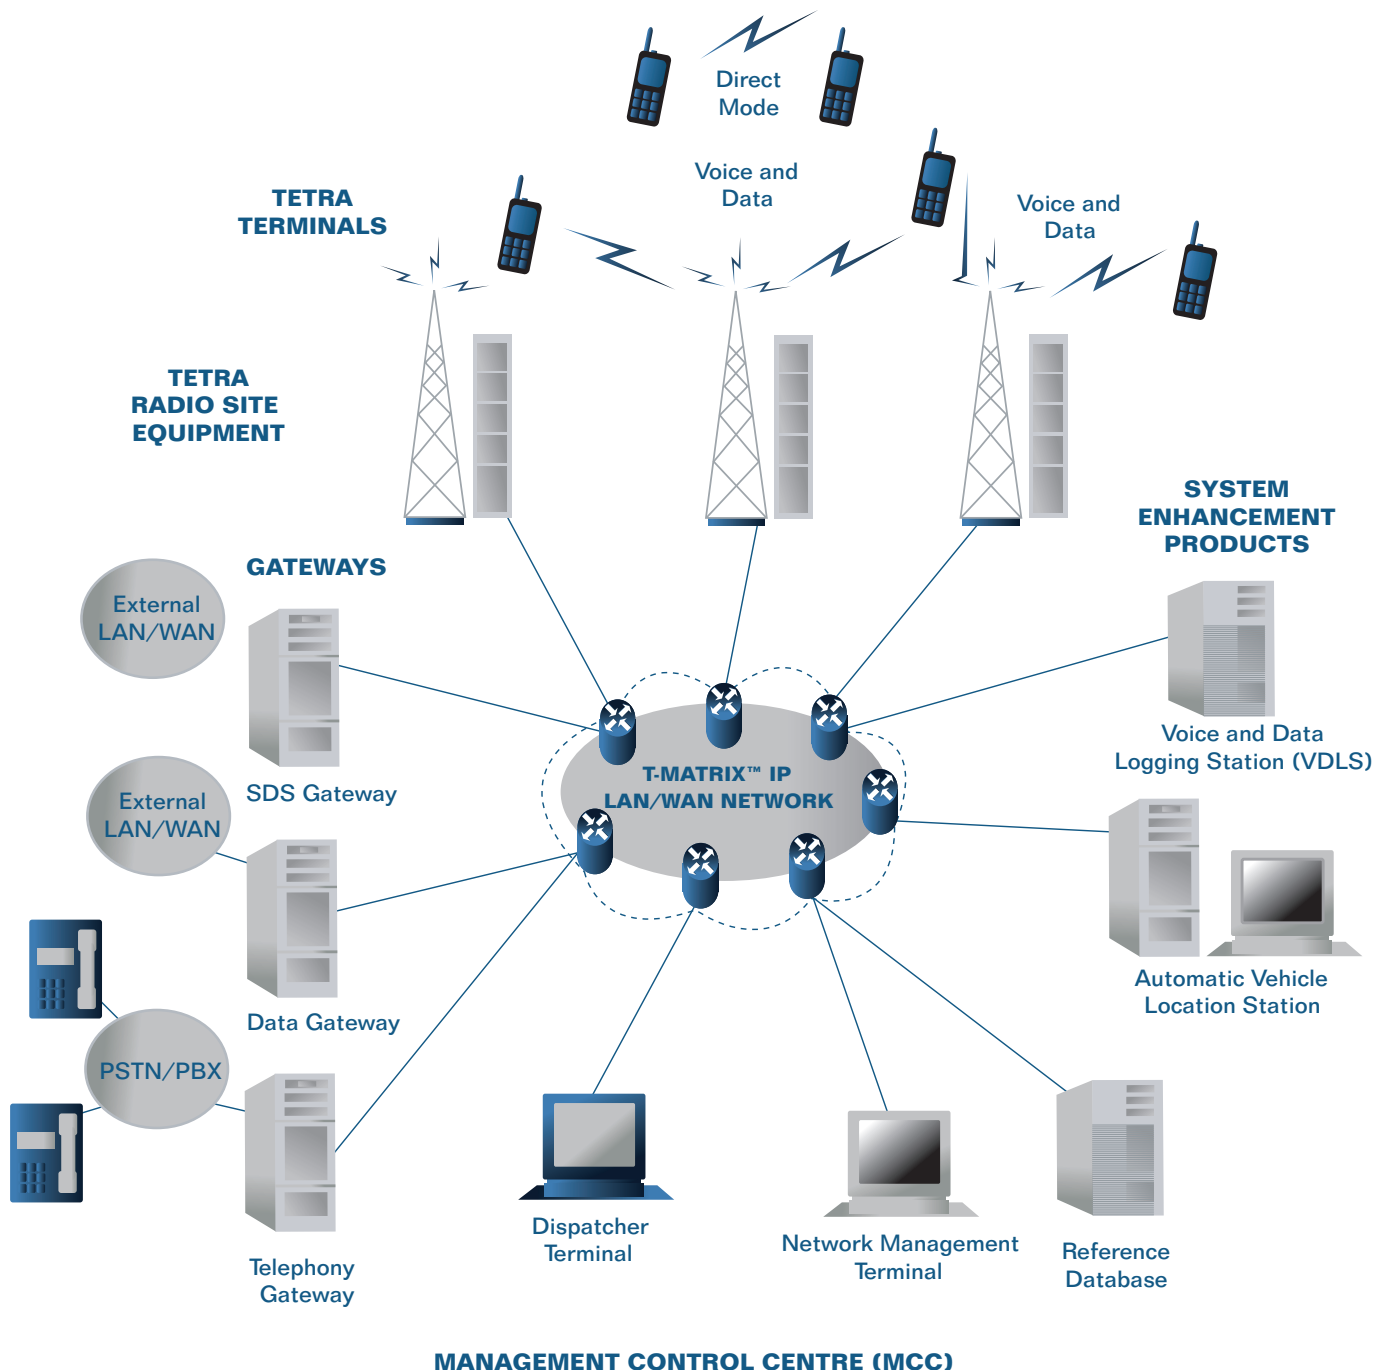 Direct
Mode
Voice and
Data
TETRA
TERMINALS
Voice and
Data
TETRA
RADIO SITE
EQUIPMENT
SYSTEM
ENHANCEMENT
PRODUCTS
GATEWAYS
External
LAN/WAN
SDS Gateway
T-MATRIX™ IP
LAN/WAN NETWORK
Voice and Data
Logging Station (VDLS)
External
LAN/WAN
Data Gateway
Automatic Vehicle
Location Station
PSTN/PBX
Telephony
Gateway
Dispatcher
Terminal
Network Management
Terminal
Reference
Database
MANAGEMENT CONTROL CENTRE (MCC)